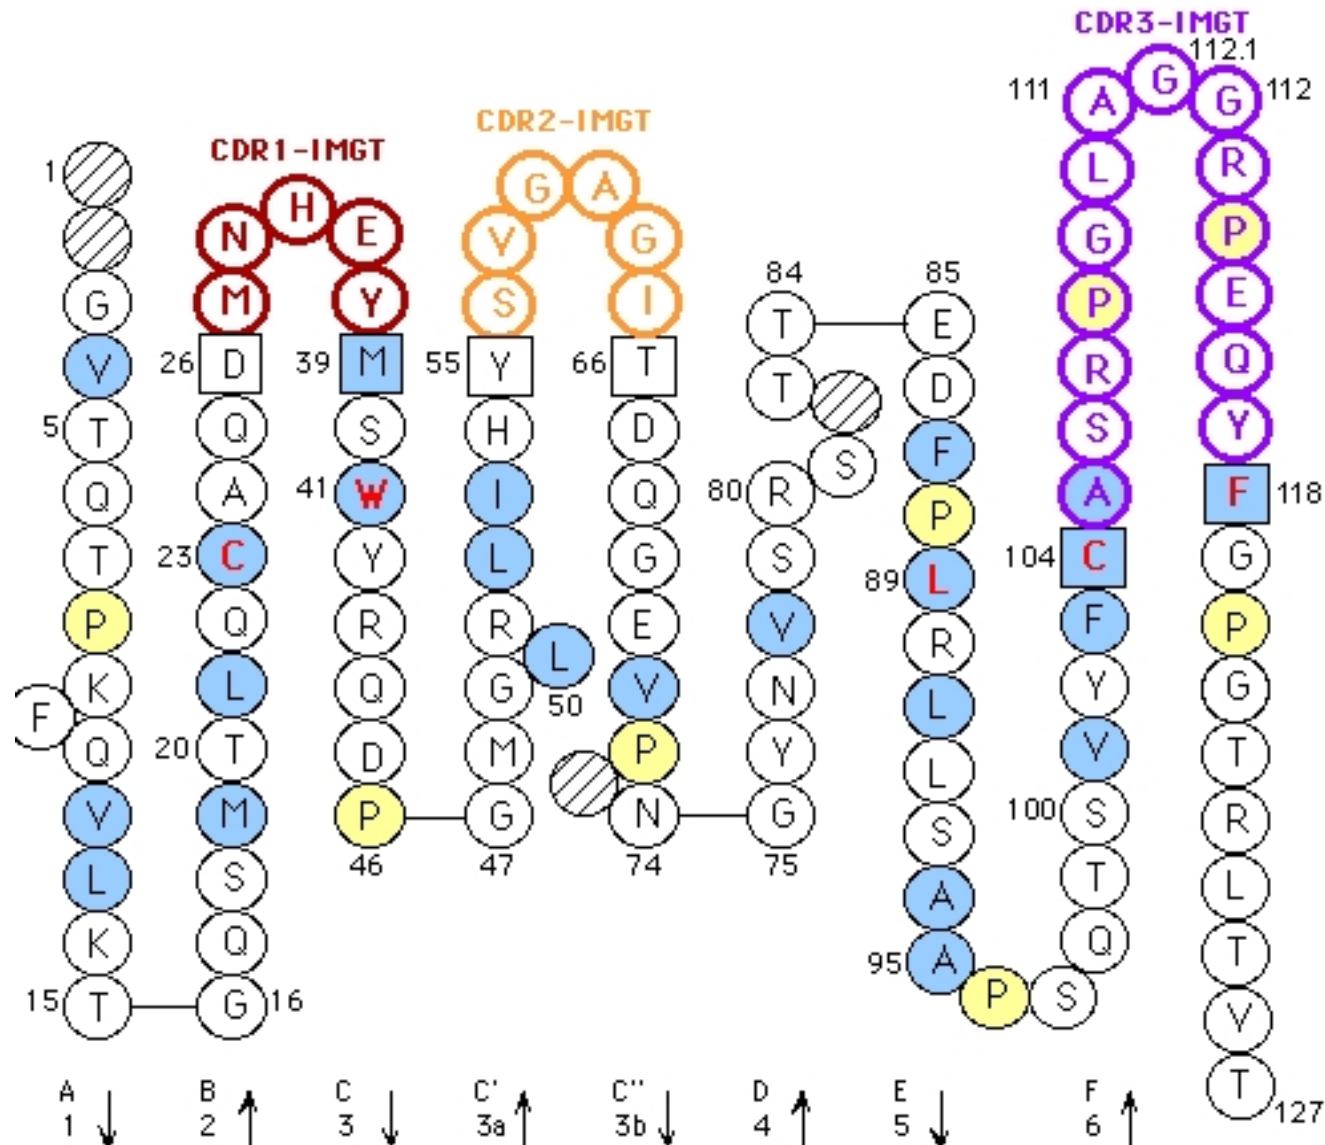 CDR3-IMGT
CDR2-IMGT
CDR1-IMGT
1
G
V
5 T
Q
T
P
K
F
Q
V
L
K
15 T
G 16
Q
S
M
20 T
L
Q
23 C
A
Q
26 D
M
N
H
E
Y
39 M
S
41 W
Y
R
Q
D
P
46
G
47
M
G
L
50
R
L
I
H
55 Y
S
V
G
A
G
I
66 T
D
Q
G
E
V
P
N
74
G
75
Y
N
V
S
80 R
S
T
84
T
85
E
D
F
P
89 L
R
L
L
S
A
95 A
P
S
Q
T
100 S
V
Y
F
104 C
A
S
R
P
G
L
111 A
G 112.1
G 112
R
P
E
Q
Y
F 118
G
P
G
T
R
L
T
V
T 127
A B C C' C'' D E F
1 2 3 3a 3b 4 5 6